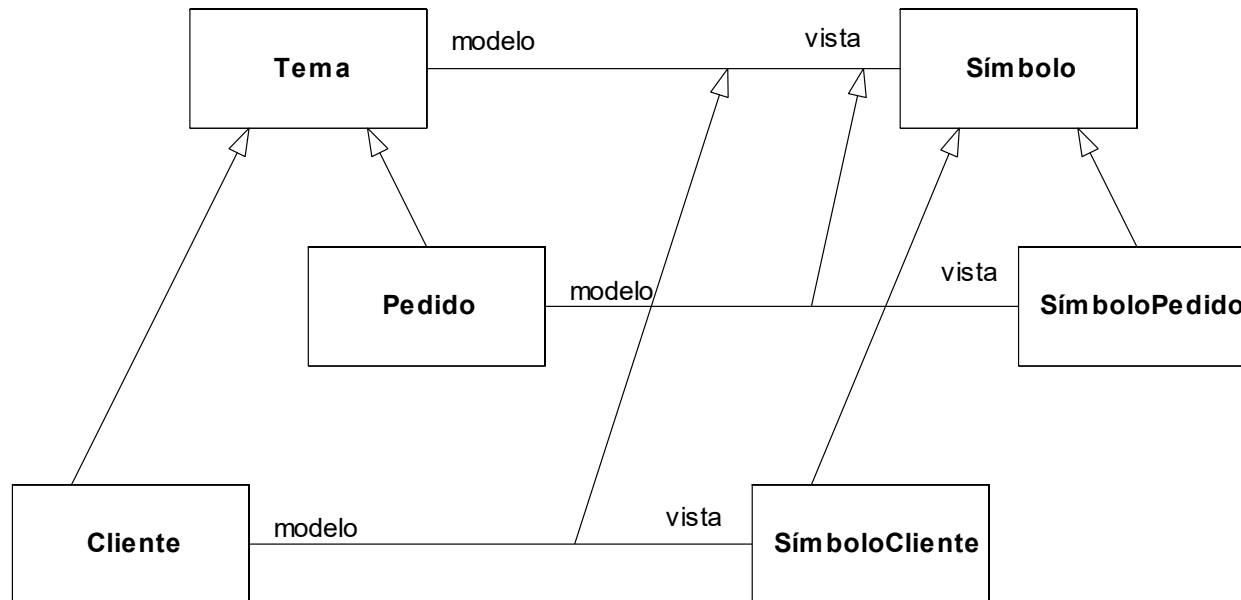 modelo
vista
Tema
Símbolo
Pedido
modelo
vista
SímboloPedido
Cliente
modelo
vista
SímboloCliente